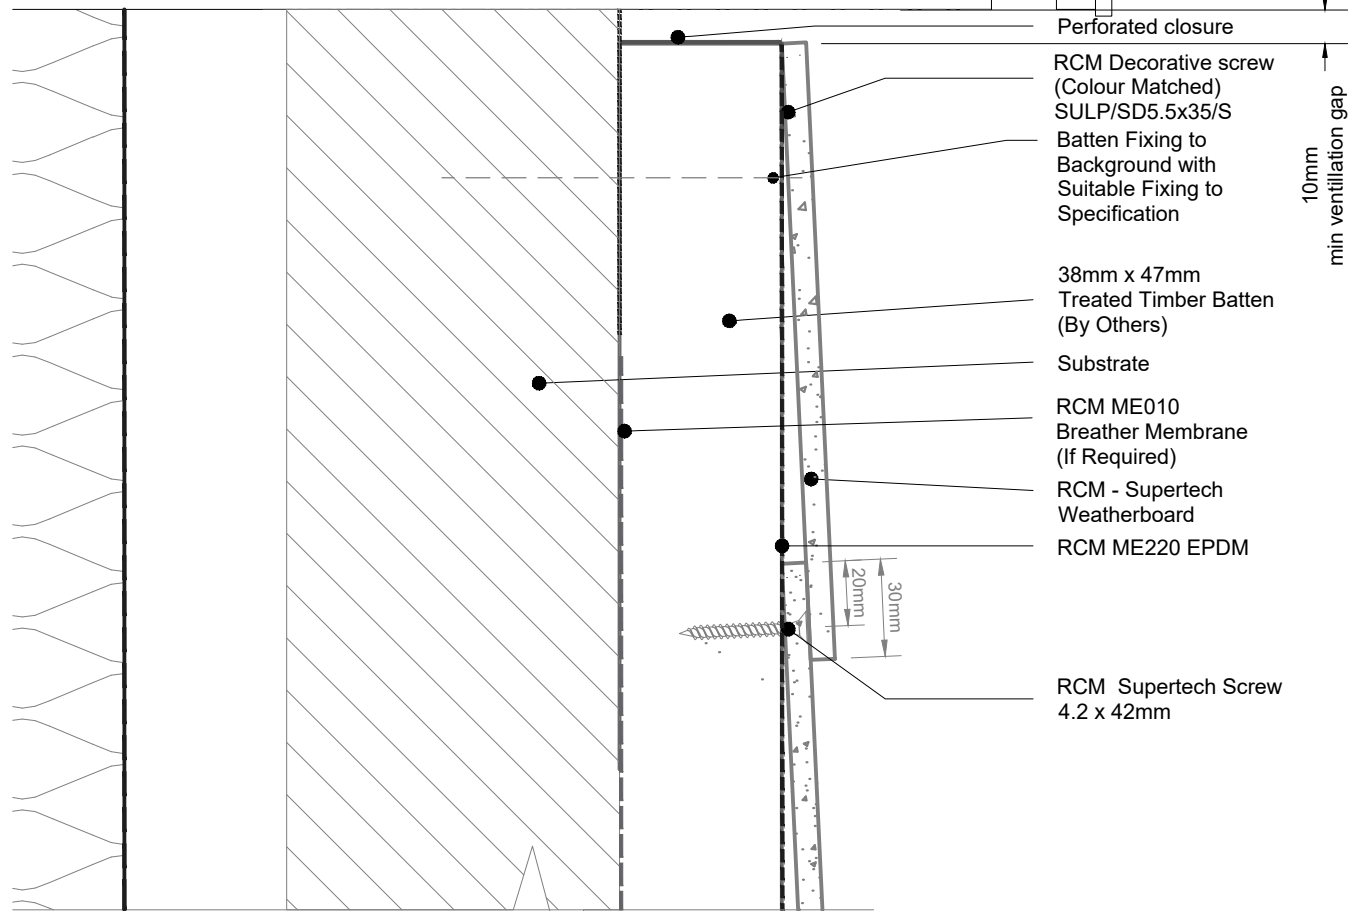 Perforated closure
RCM Decorative screw
(Colour Matched)
SULP/SD5.5x35/S
Batten Fixing to
Background with
Suitable Fixing to
Specification
10mm
min ventillation gap
38mm x 47mm
Treated Timber Batten
(By Others)
Substrate
RCM ME010
Breather Membrane
(If Required)
RCM - Supertech
Weatherboard
RCM ME220 EPDM
20mm
30mm
RCM  Supertech Screw
4.2 x 42mm